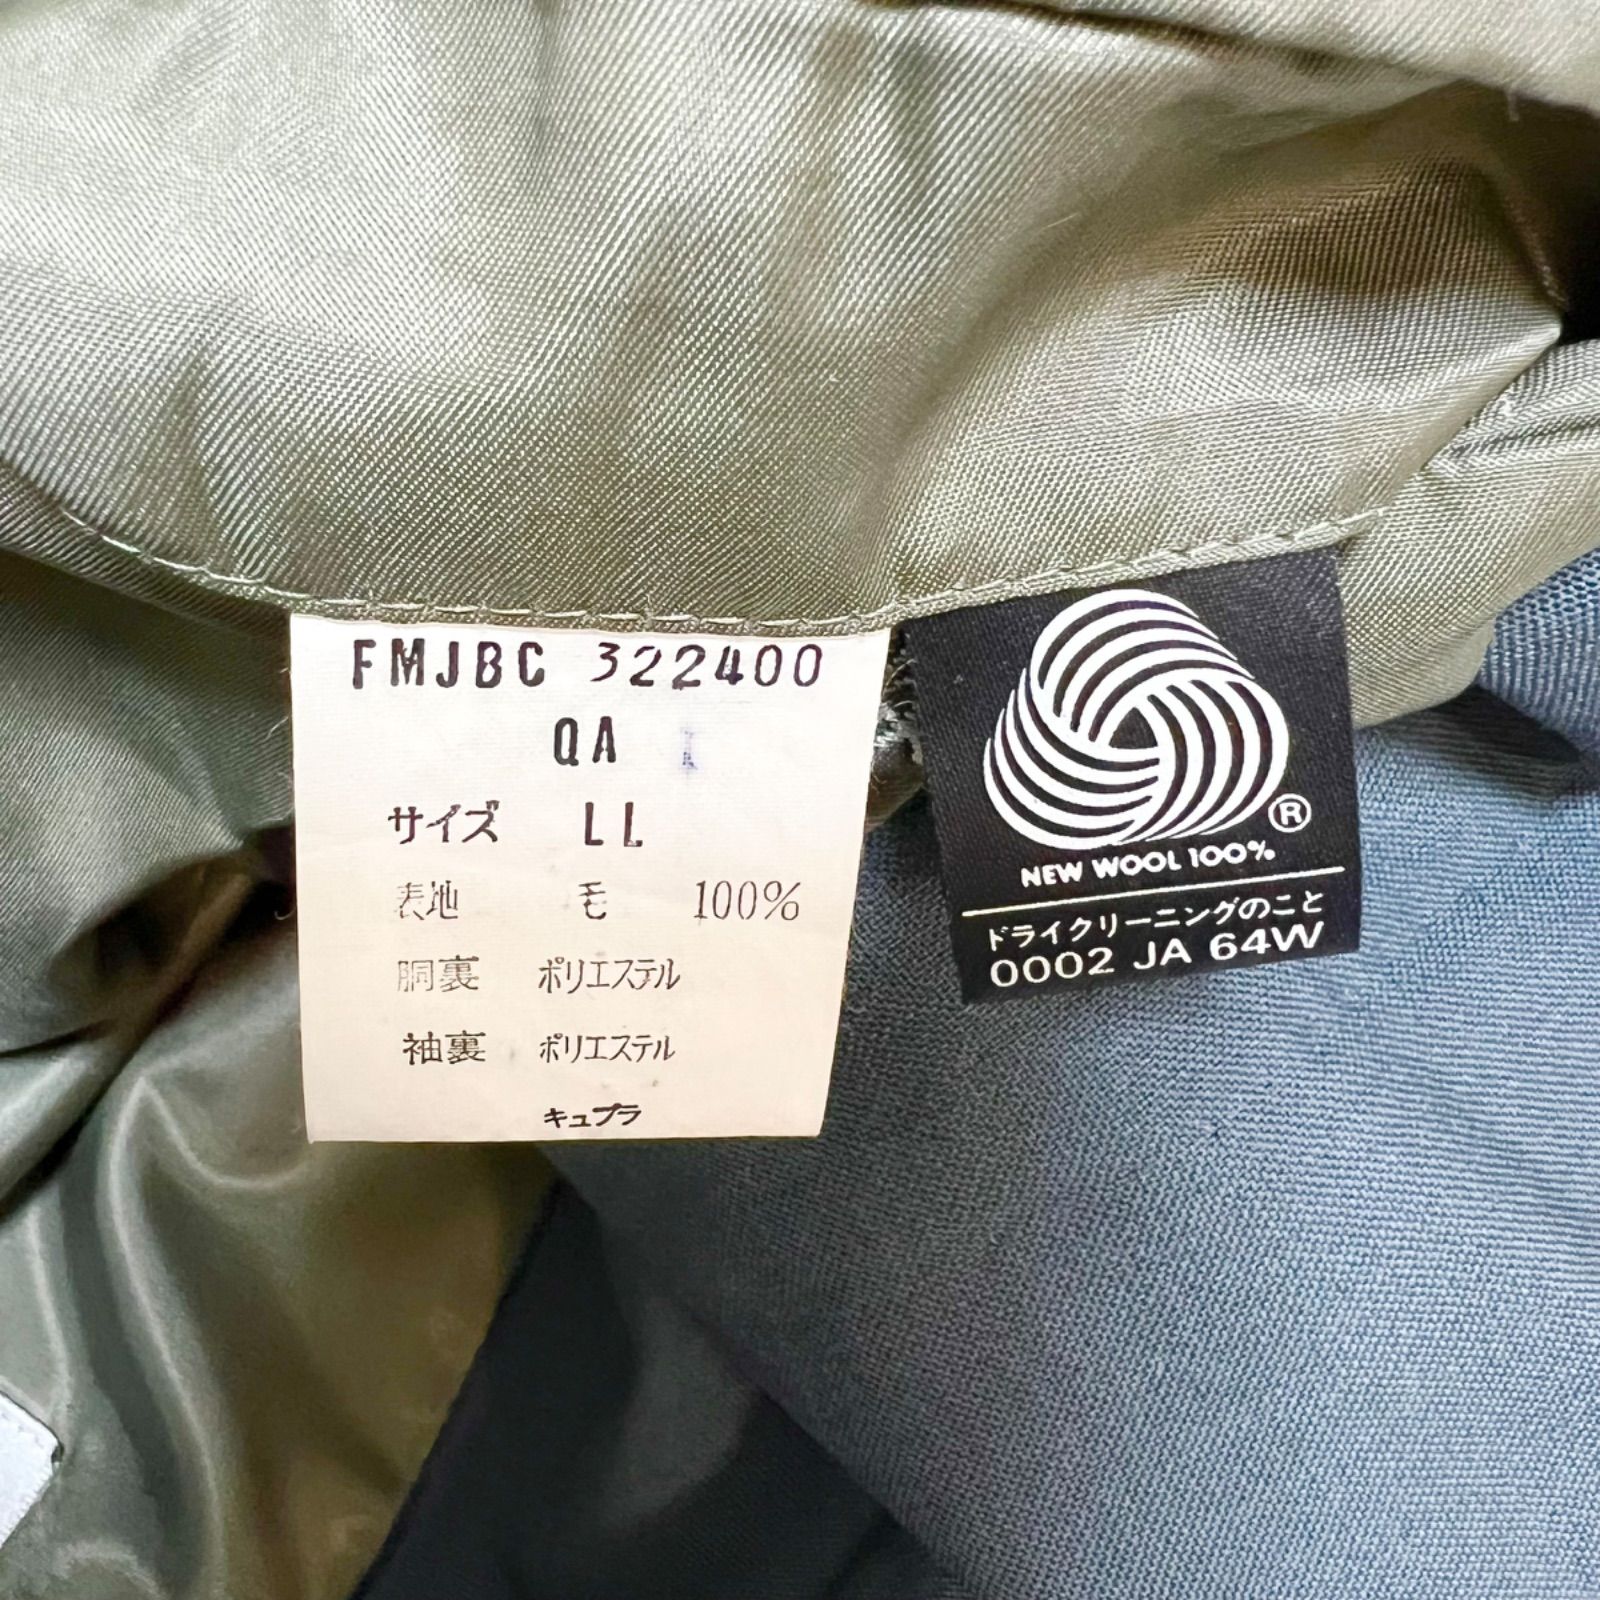 FMJBC 322400
QA I
サイズ LL
表地 毛 100%
胴裏 ポリエステル
袖裏 ポリエステル
キュプラ
®
NEW WOOL 100%
ドライクリーニングのこと
0002 JA 64W